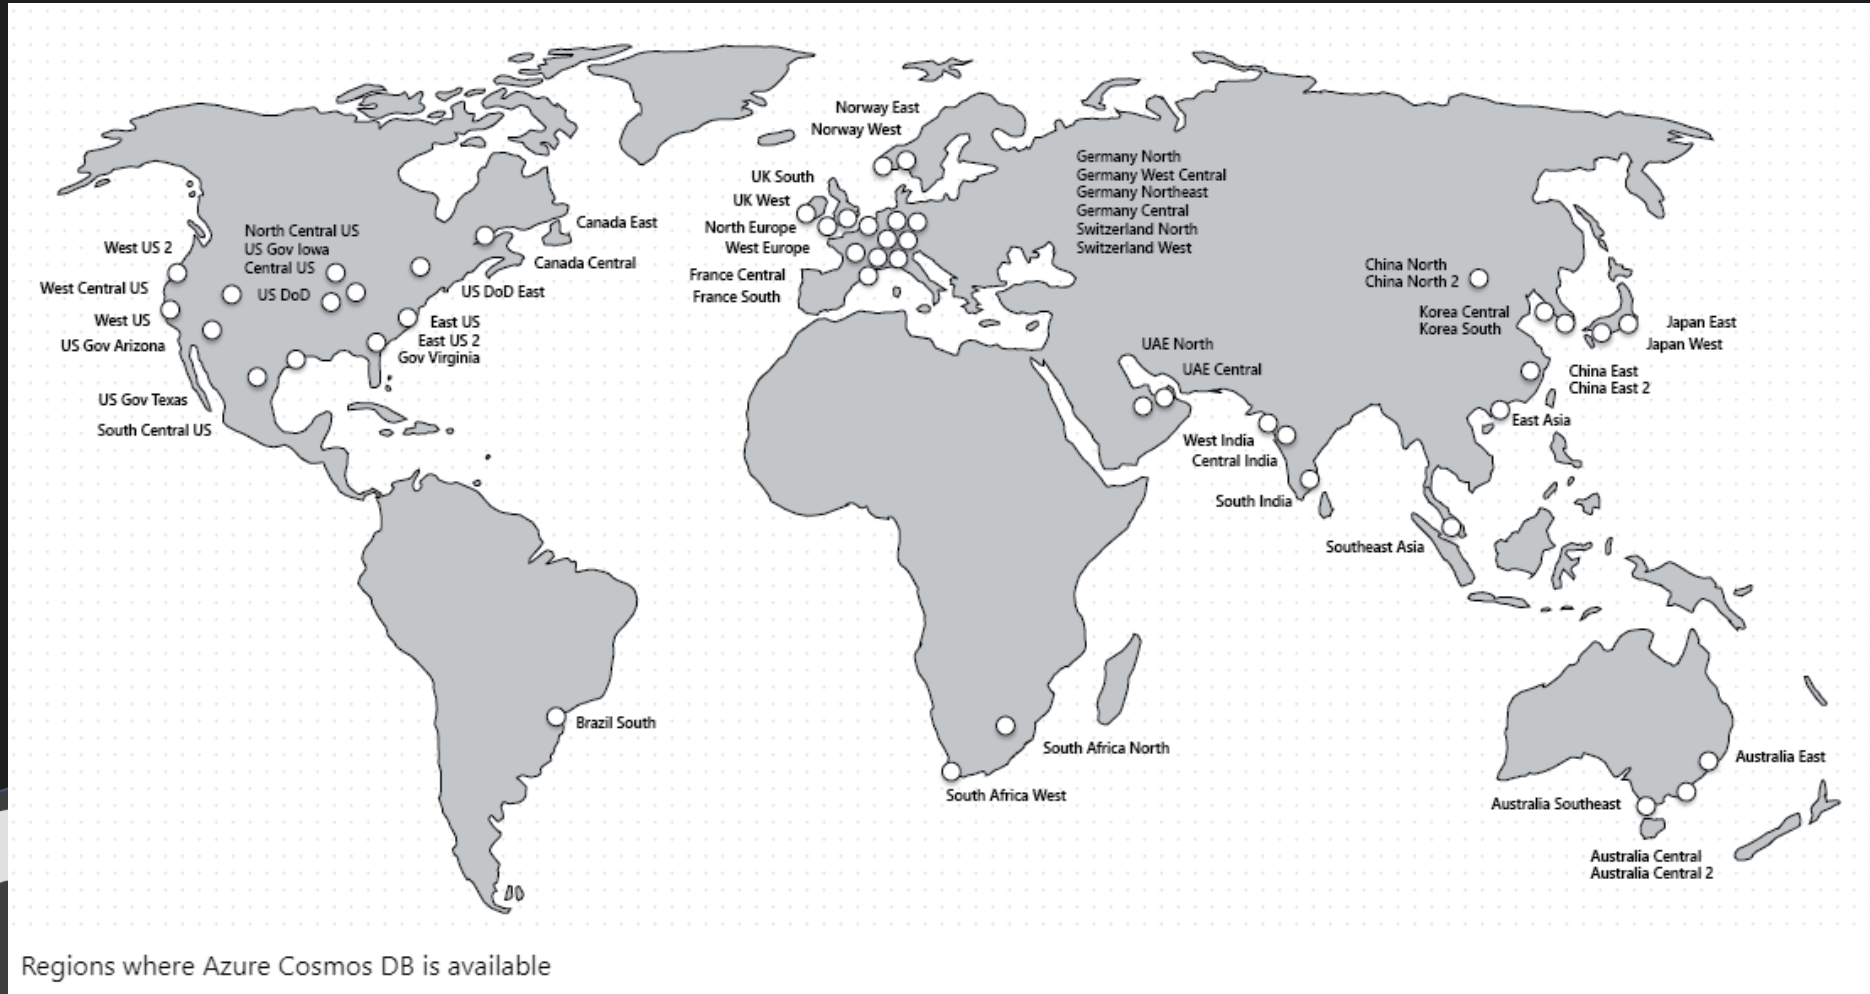 Norway East
Norway West
UK South
UK West
North Europe
West Europe
France Central
France South
Germany North
Germany West Central
Germany Northeast
Germany Central
Switzerland North
Switzerland West
Canada East
Canada Central
North Central US
US Gov Iowa
Central US
US DoD
US DoD East
West US 2
West Central US
West US
US Gov Arizona
East US
East US 2
Gov Virginia
US Gov Texas
South Central US
China North
China North 2
Korea Central
Korea South
Japan East
Japan West
UAE North
UAE Central
China East
China East 2
East Asia
West India
Central India
South India
Southeast Asia
Brazil South
South Africa North
South Africa West
Australia East
Australia Southeast
Australia Central
Australia Central 2
Regions where Azure Cosmos DB is available